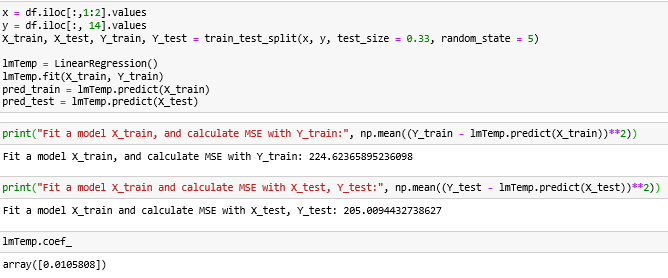 x = df.iloc[:,1:2].values
y = df.iloc[:, 14].values
X_train, X_test, Y_train, Y_test = train_test_split(x, y, test_size = 0.33, random_state = 5)
lmTemp = LinearRegression()
lmTemp.fit(X_train, Y_train)
pred_train = lmTemp.predict(X_train)
pred_test = lmTemp.predict(X_test)
print("Fit a model X_train, and calculate MSE with Y_train:", np.mean((Y_train - lmTemp.predict(X_train))**2))
Fit a model X_train, and calculate MSE with Y_train: 224.62365895236098
print("Fit a model X_train and calculate MSE with X_test, Y_test:", np.mean((Y_test - lmTemp.predict(X_test))**2))
Fit a model X_train and calculate MSE with X_test, Y_test: 205.0094432738627
lmTemp.coef_
array([0.0105808])